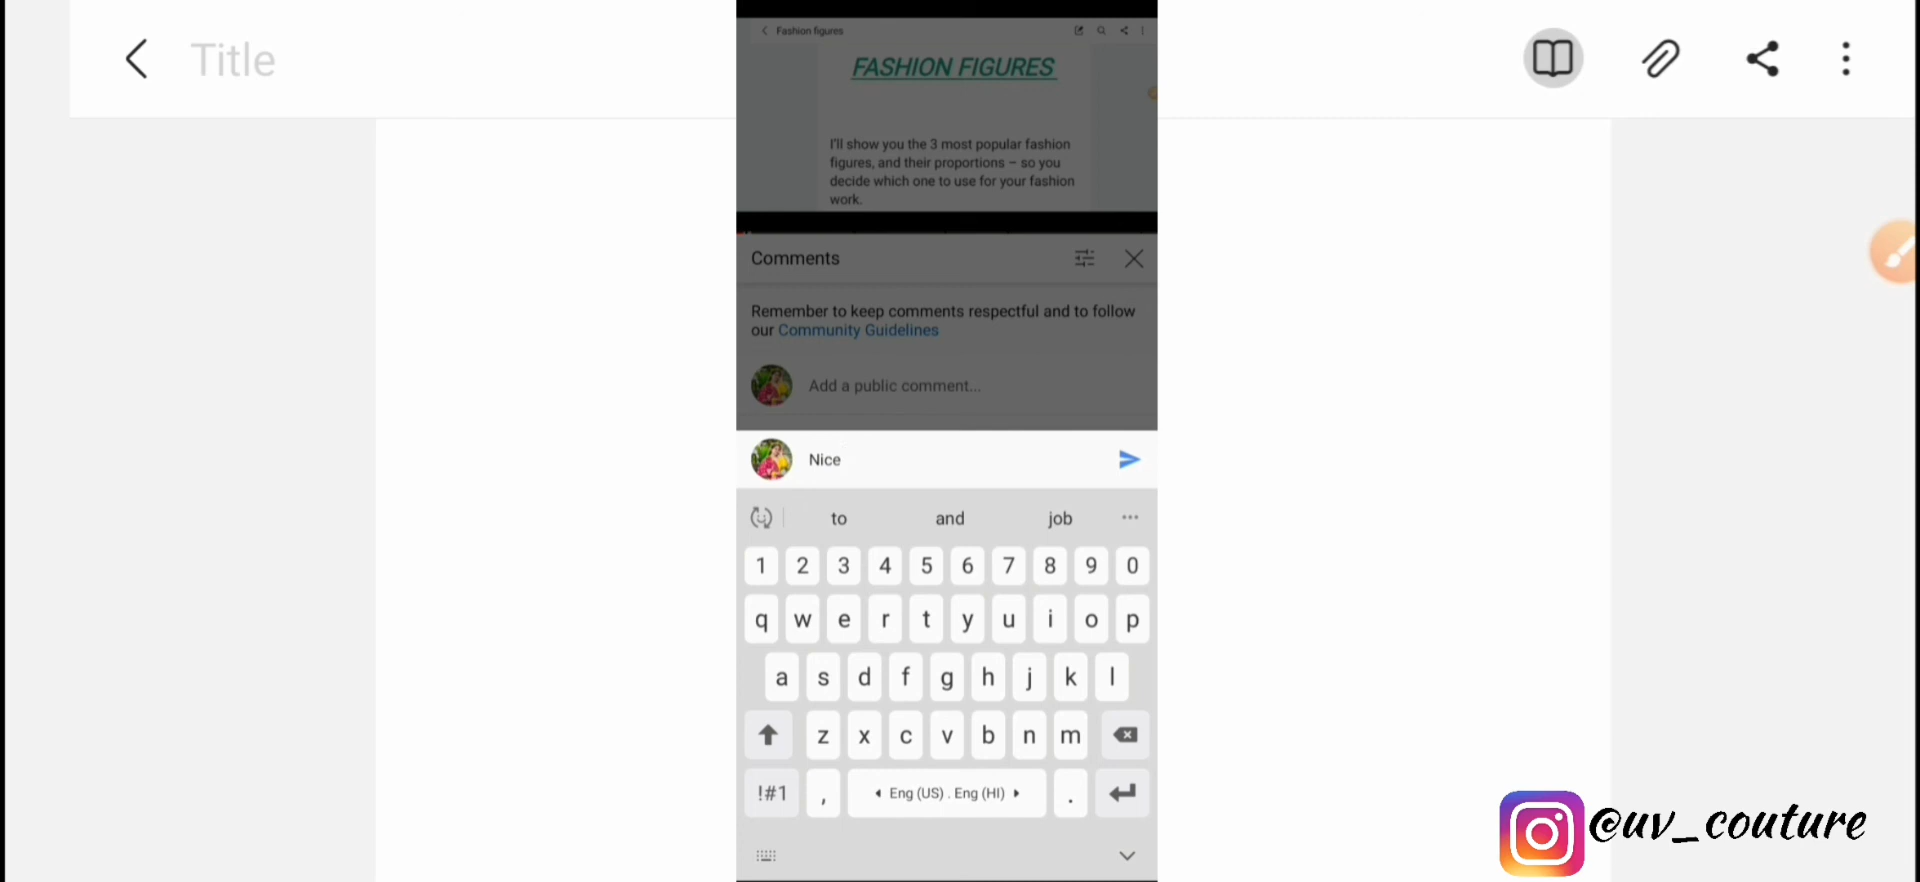 Title
Fashion figures
FASHION FIGURES
I'll show you the 3 most popular fashion
figures, and their proportions – so you
decide which one to use for your fashion
work.
Comments
Remember to keep comments respectful and to follow
our Community Guidelines
Add a public comment...
Nice
to and job
1 2 3 4 5 6 7 8 9 0
q w e r t y u i o p
a s d f g h j k l
z x c v b n m
!#1 , Eng (US) . Eng (HI) .
@uv_couture